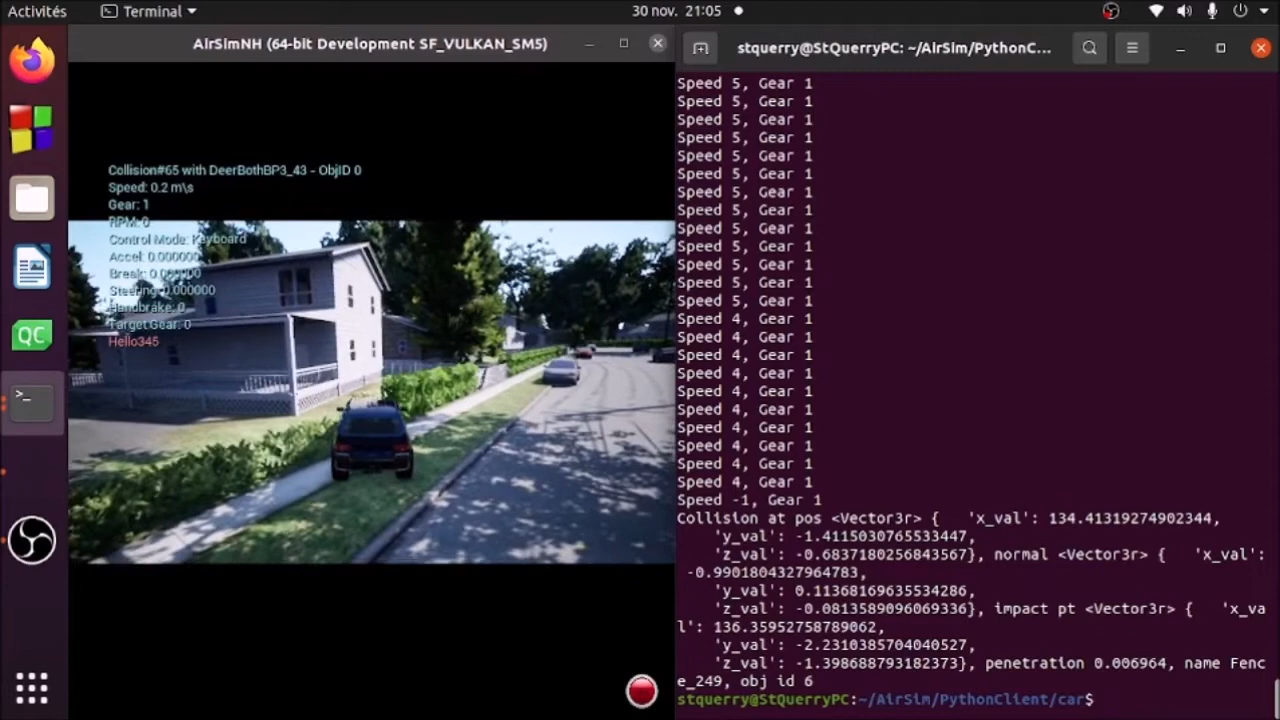 Activités
Terminal
30 nov. 21:05
AirSimNH (64-bit Development SF_VULKAN_SM5)
Collision#65 with DeerBothBP3_43 - ObjID 0
Speed: 0.2 m\s
Gear: 1
RPM: 0
Control Mode: Keyboard
Accel: 0.000000
Break: 0.000000
Steering: 0.000000
Handbrake: 0
Target Gear: 0
Hello345
QC
>_
stquerry@StQuerryPC: ~/AirSim/PythonC...
Speed 5, Gear 1
Speed 5, Gear 1
Speed 5, Gear 1
Speed 5, Gear 1
Speed 5, Gear 1
Speed 5, Gear 1
Speed 5, Gear 1
Speed 5, Gear 1
Speed 5, Gear 1
Speed 5, Gear 1
Speed 5, Gear 1
Speed 5, Gear 1
Speed 5, Gear 1
Speed 4, Gear 1
Speed 4, Gear 1
Speed 4, Gear 1
Speed 4, Gear 1
Speed 4, Gear 1
Speed 4, Gear 1
Speed 4, Gear 1
Speed 4, Gear 1
Speed 4, Gear 1
Speed 4, Gear 1
Speed -1, Gear 1
Collision at pos <Vector3r> {   'x_val': 134.41319274902344,
'y_val': -1.4115030765533447,
'z_val': -0.6837180256843567}, normal <Vector3r> {   'x_val':
-0.9901804327964783,
'y_val': 0.11368169635534286,
'z_val': -0.0813589096069336}, impact pt <Vector3r> {   'x_va
l': 136.35952758789062,
'y_val': -2.2310385704040527,
'z_val': -1.398688793182373}, penetration 0.006964, name Fenc
e_249, obj id 6
stquerry@StQuerryPC:~/AirSim/PythonClient/car$